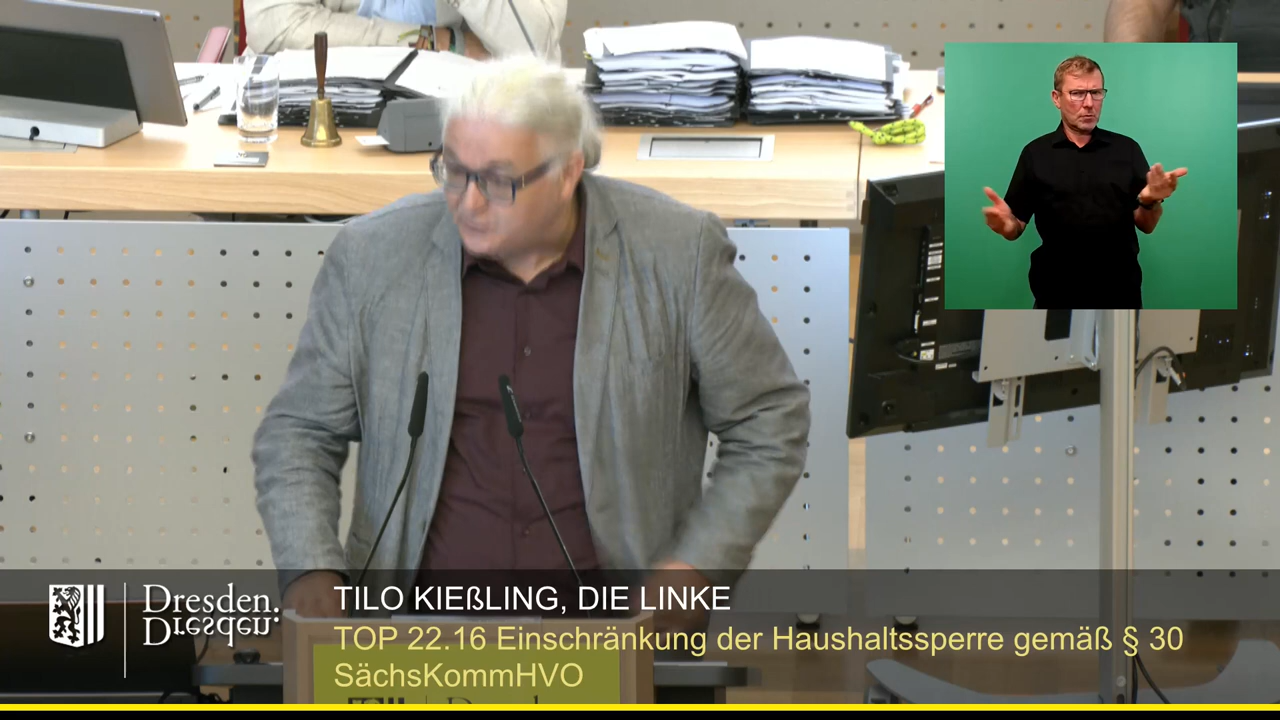 Dresden.
Dresden.
TILO KIEßLING, DIE LINKE
TOP 22.16 Einschränkung der Haushaltssperre gemäß § 30
SächsKommHVO